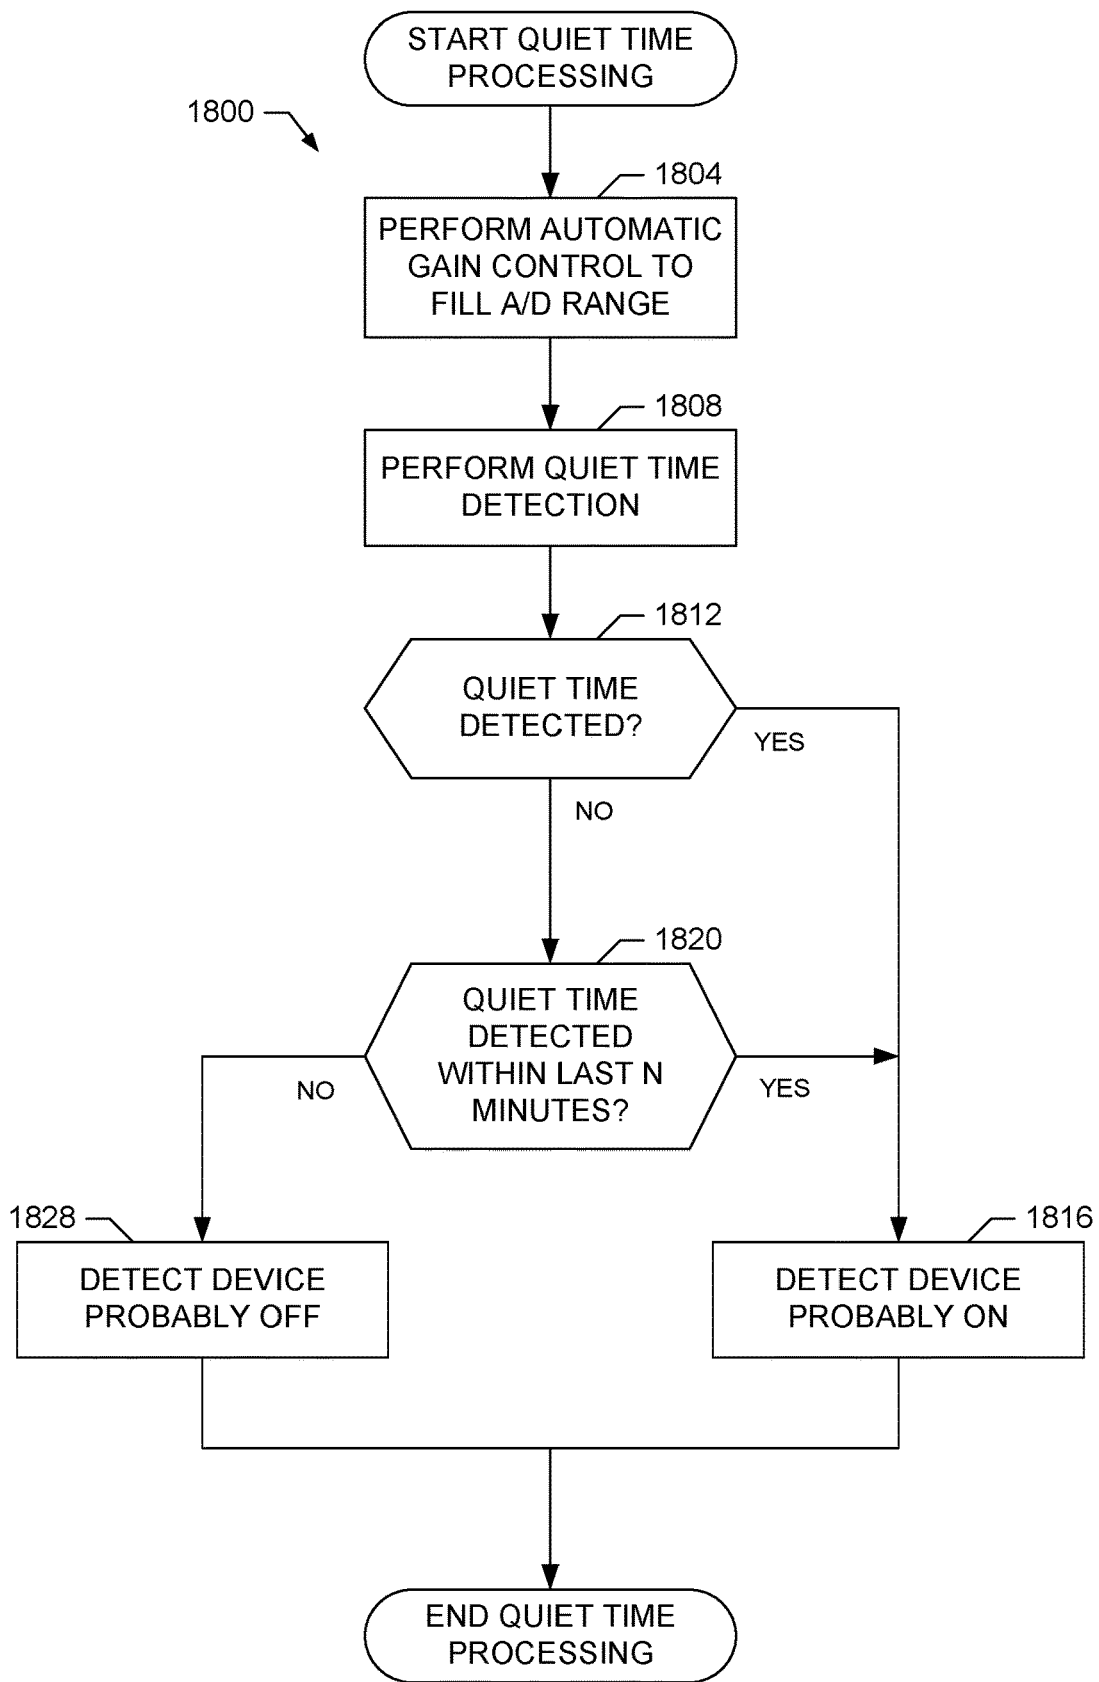 START QUIET TIME
PROCESSING
1800
1804
PERFORM AUTOMATIC
GAIN CONTROL TO
FILL A/D RANGE
1808
PERFORM QUIET TIME
DETECTION
1812
QUIET TIME
DETECTED?
YES
NO
1820
QUIET TIME
DETECTED
WITHIN LAST N
MINUTES?
NO
YES
1828
DETECT DEVICE
PROBABLY OFF
1816
DETECT DEVICE
PROBABLY ON
END QUIET TIME
PROCESSING